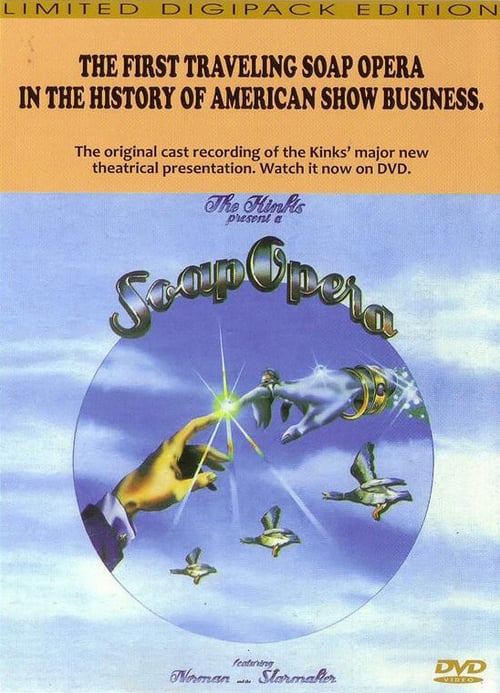 LIMITED DIGIPACK EDITION
THE FIRST TRAVELING SOAP OPERA
IN THE HISTORY OF AMERICAN SHOW BUSINESS.
The original cast recording of the Kinks' major new
theatrical presentation. Watch it now on DVD.
The Kinks
present a
Soap Opera
featuring
Norman and the Starmaker
DVD
VIDEO